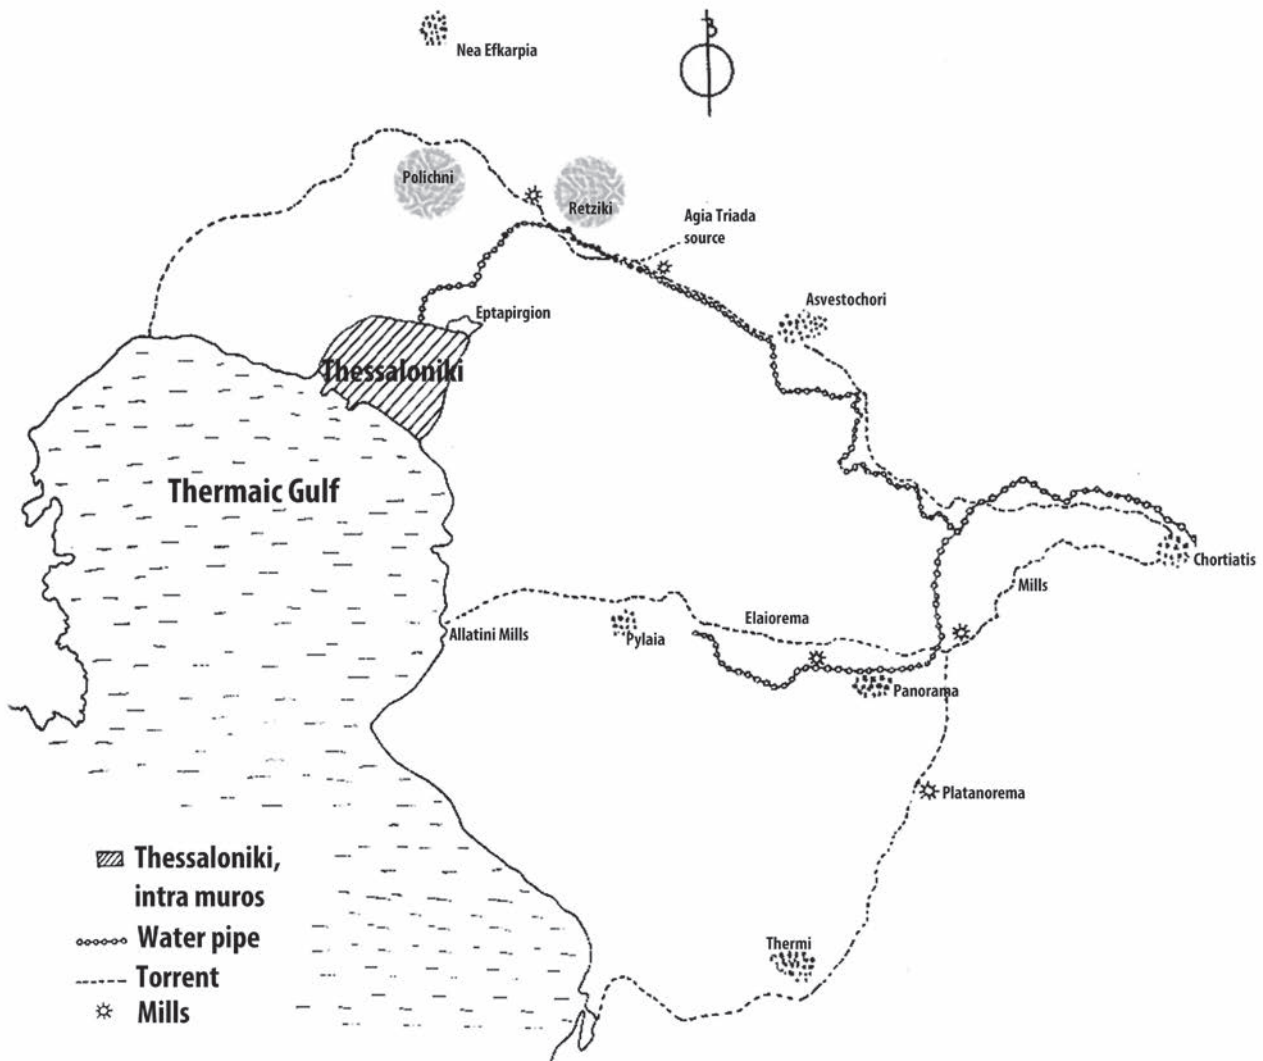 Nea Efkarpia
Polichni
Retziki
Agia Triada
source
Asvestochori
Eptapirgion
Thessaloniki
Thermaic Gulf
Chortiatis
Mills
Elaiorema
Allatini Mills
Pylaia
Panorama
Platanorema
Thessaloniki,
intra muros
Water pipe
Torrent
Mills
Thermi